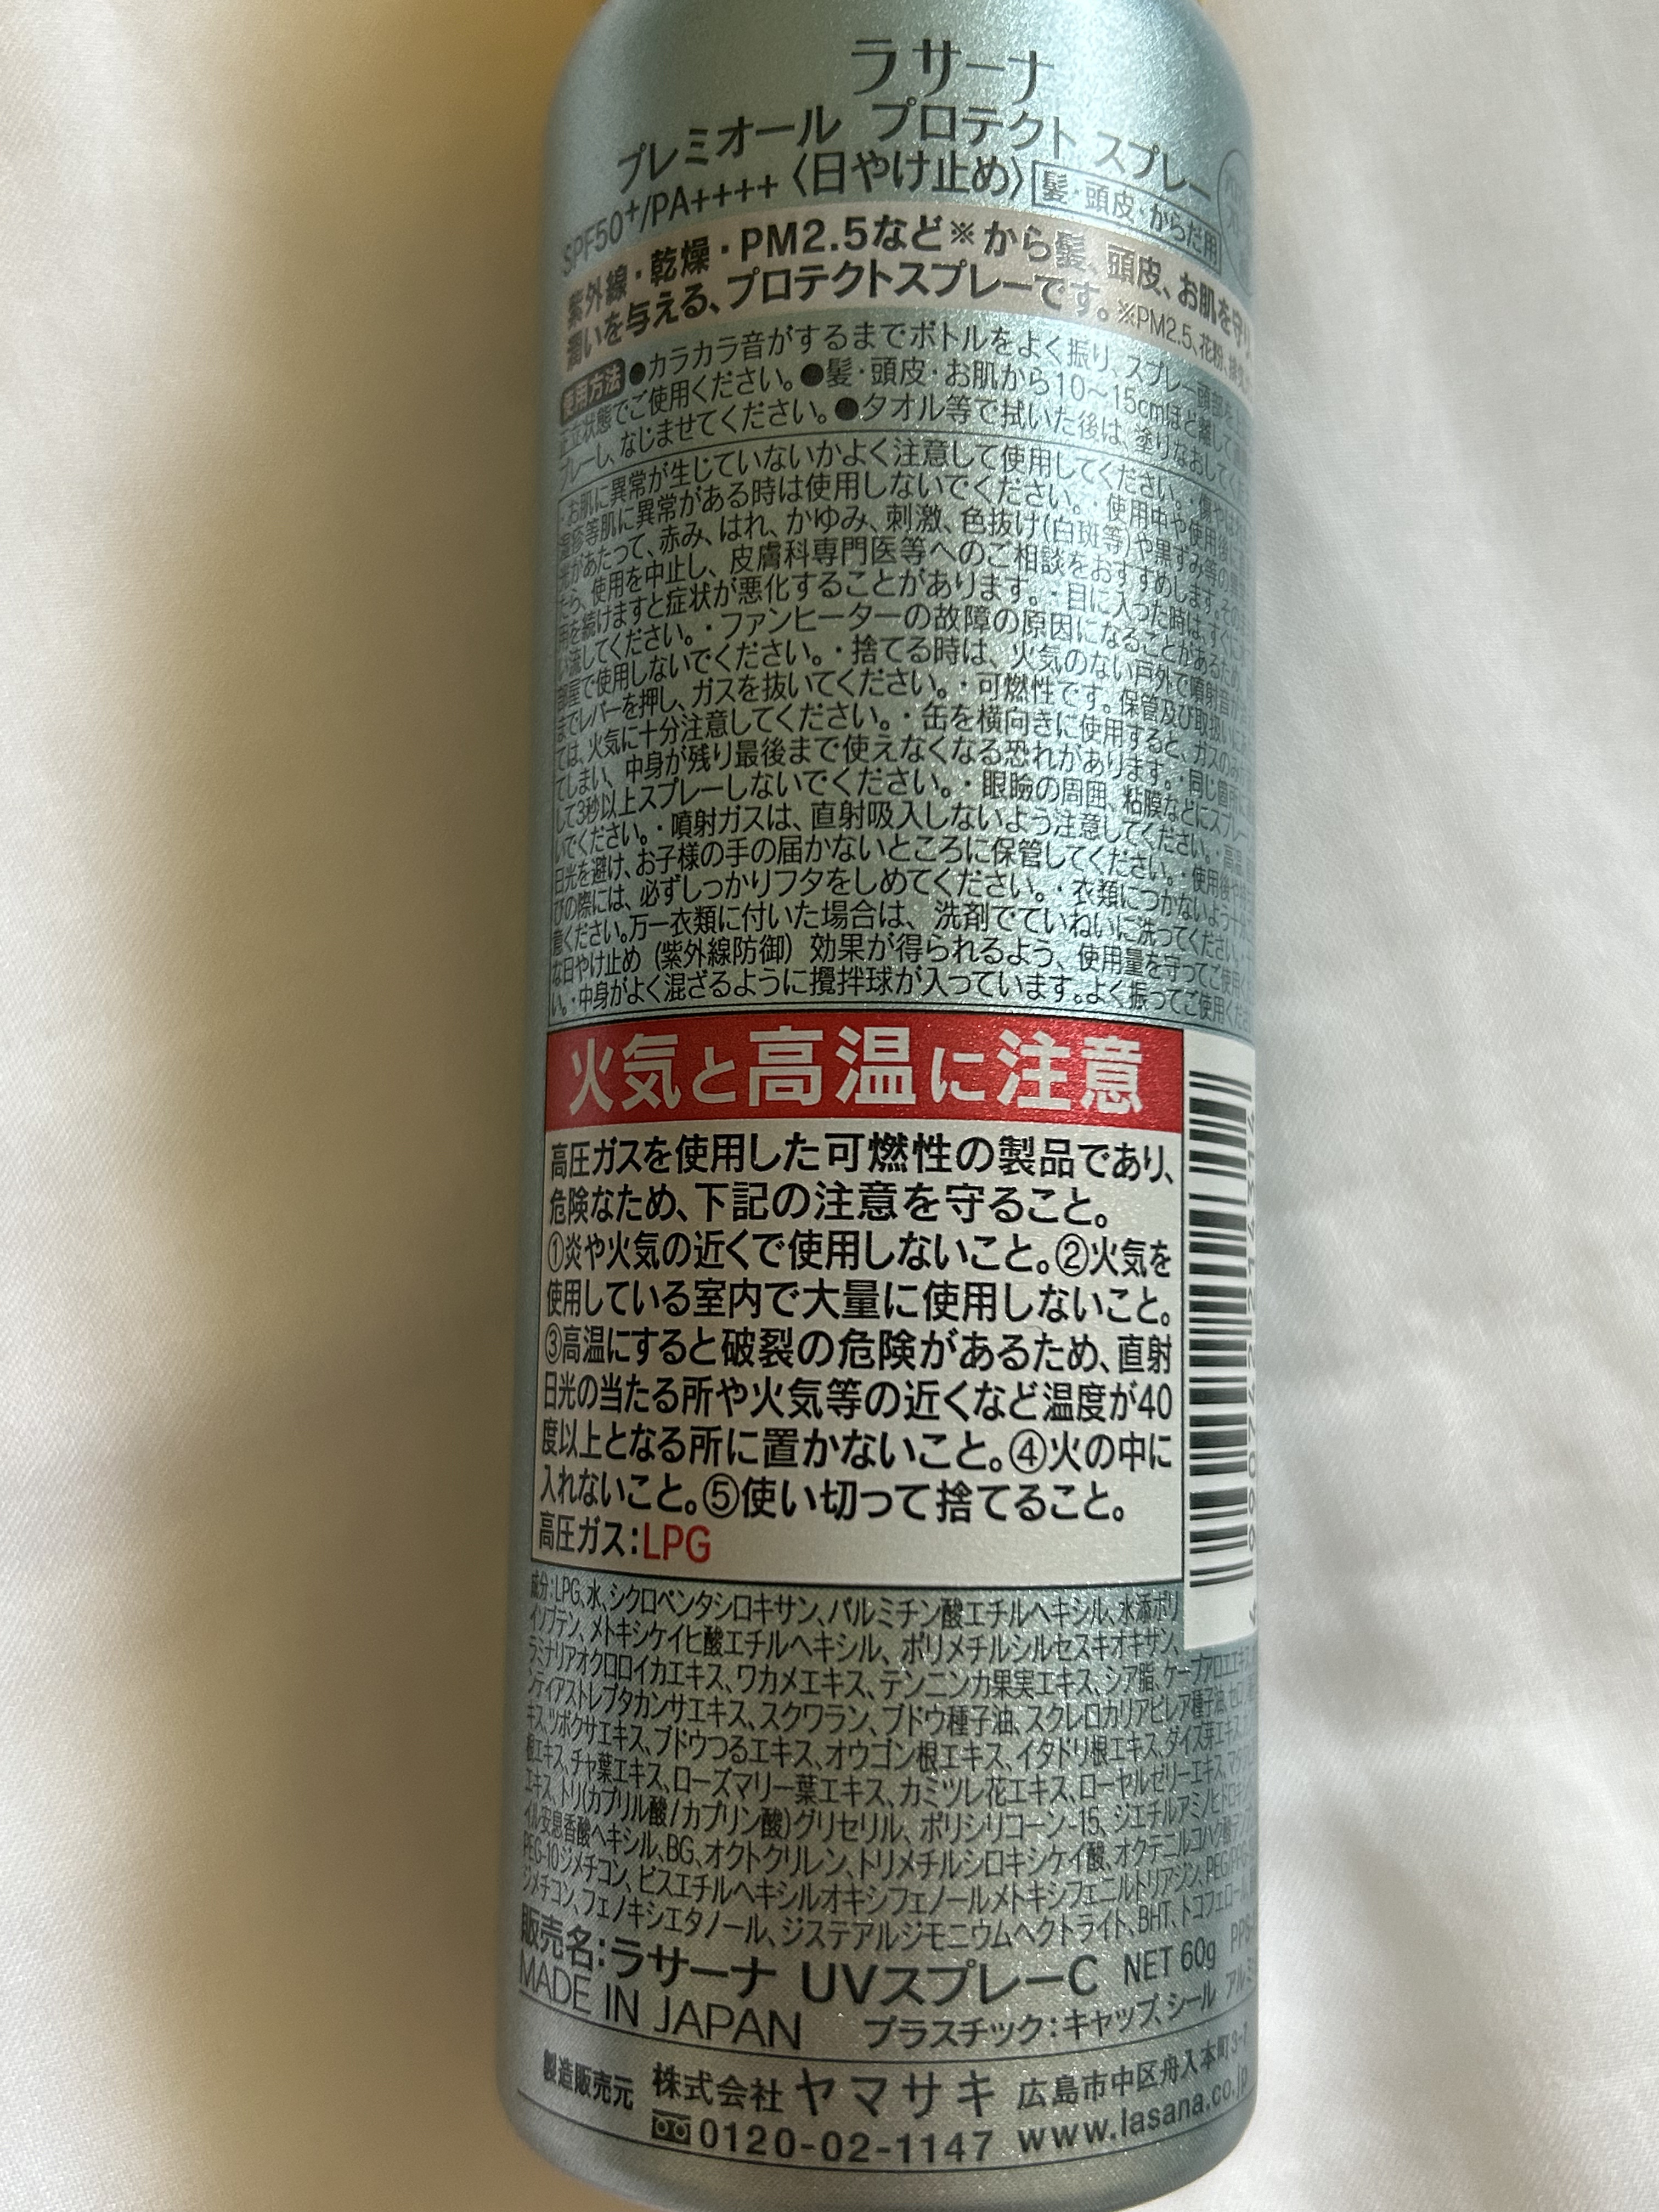 ラサーナ
プレミオール プロテクト スプレー
SPF50+/PA++++〈日やけ止め〉髪・頭皮・からだ用
紫外線・乾燥・PM2.5など※から髪、頭皮、お肌を守り
潤いを与える、プロテクトスプレーです。※PM2.5、花粉、
使用方法 ●カラカラ音がするまでボトルをよく振り、スプレー頭部を
立状態でご使用ください。●髪・頭皮・お肌から10〜15cmほど離して
プレーし、なじませてください。●タオル等で拭いた後は、塗りなおしてくだ
・お肌に異常が生じていないかよく注意して使用してください。・傷やはれ
湿疹等肌に異常がある時は使用しないでください。・使用中や使用後に
光があたって、赤み、はれ、かゆみ、刺激、色抜け(白斑等)や黒ずみ等の異常
たら、使用を中止し、皮膚科専門医等へのご相談をおすすめします。そのまま
用を続けますと症状が悪化することがあります。・目に入った時は、すぐに
い流してください。・ファンヒーターの故障の原因になることがあるため、
部屋で使用しないでください。・捨てる時は、火気のない戸外で噴射音が
までレバーを押し、ガスを抜いてください。・可燃性です。保管及び取扱いに
ては、火気に十分注意してください。・缶を横向きに使用すると、ガスのみが
てしまい、中身が残り最後まで使えなくなる恐れがあります。・同じ箇所
して3秒以上スプレーしないでください。・眼瞼の周囲、粘膜などにスプレー
いでください。・噴射ガスは、直射吸入しないよう注意してください。・高温
日光を避け、お子様の手の届かないところに保管してください。・使用後や持
びの際には、必ずしっかりフタをしめてください。・衣類につかないよう十分
意ください。万一衣類に付いた場合は、洗剤でていねいに洗ってください。
な日やけ止め（紫外線防御）効果が得られるよう、使用量を守ってご使用く
い。・中身がよく混ざるように攪拌球が入っています。よく振ってご使用くださ
火気と高温に注意
高圧ガスを使用した可燃性の製品であり、
危険なため、下記の注意を守ること。
①炎や火気の近くで使用しないこと。②火気を
使用している室内で大量に使用しないこと。
③高温にすると破裂の危険があるため、直射
日光の当たる所や火気等の近くなど温度が40
度以上となる所に置かないこと。④火の中に
入れないこと。⑤使い切って捨てること。
高圧ガス：LPG
成分：LPG、水、シクロペンタシロキサン、パルミチン酸エチルヘキシル、水添ポリ
イソブテン、メトキシケイヒ酸エチルヘキシル、ポリメチルシルセスキオキサン、
ラミナリアオクロロイカエキス、ワカメエキス、テンニンカ果実エキス、シア脂、ケープアロエエキス
ンティアストレプタカンサエキス、スクワラン、ブドウ種子油、スクレロカリアビレア種子油、セロ
キス、ツボクサエキス、ブドウつるエキス、オウゴン根エキス、イタドリ根エキス、ダイズ芽エキス、
根エキス、チャ葉エキス、ローズマリー葉エキス、カミツレ花エキス、ローヤルゼリーエキス、マ
エキス、トリ(カプリル酸/カプリン酸)グリセリル、ポリシリコーン-15、ジエチルアミノヒドロキシ
イル安息香酸ヘキシル、BG、オクトクリレン、トリメチルシロキシケイ酸、オクテニルコハク酸デンプン
PEG-10ジメチコン、ビスエチルヘキシルオキシフェノールメトキシフェニルトリアジン、PEG/PPG
ジメチコン、フェノキシエタノール、ジステアルジモニウムヘクトライト、BHT、トコフェロール、
販売名：ラサーナ UVスプレーC NET 60g
MADE IN JAPAN プラスチック：キャップ、シール アルミ
製造販売元 株式会社 ヤマサキ 広島市中区舟入本町3-7
0120-02-1147 www.lasana.co.jp